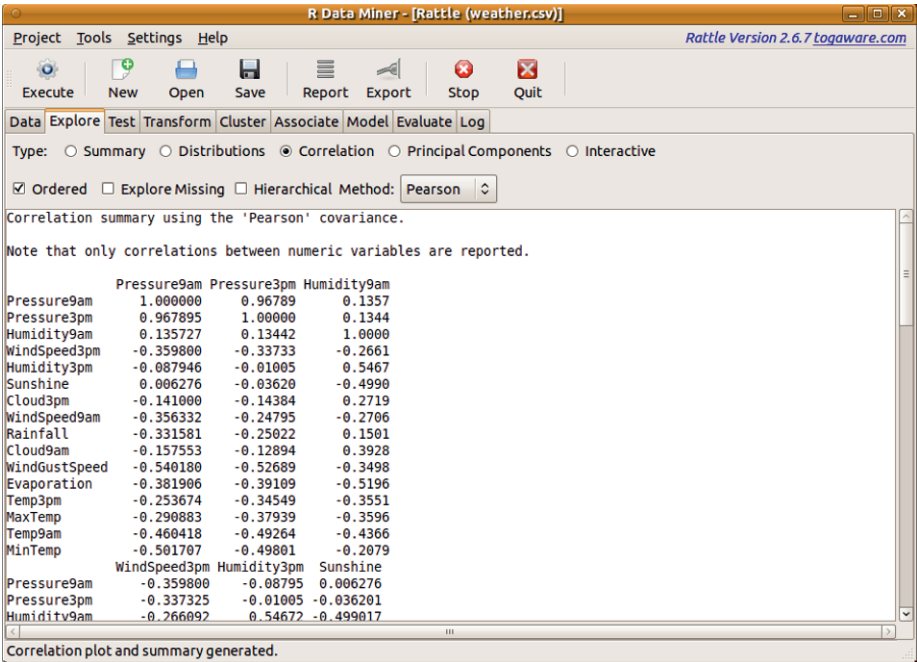 R Data Miner - [Rattle (weather.csv)]
Project Tools Settings Help Rattle Version 2.6.7 togaware.com
Execute New Open Save Report Export Stop Quit
Data Explore Test Transform Cluster Associate Model Evaluate Log
Type: Summary Distributions Correlation Principal Components Interactive
Ordered Explore Missing Hierarchical Method: Pearson
Correlation summary using the 'Pearson' covariance.
Note that only correlations between numeric variables are reported.
Pressure9am Pressure3pm Humidity9am
Pressure9am 1.000000 0.96789 0.1357
Pressure3pm 0.967895 1.00000 0.1344
Humidity9am 0.135727 0.13442 1.0000
WindSpeed3pm -0.359800 -0.33733 -0.2661
Humidity3pm -0.087946 -0.01005 0.5467
Sunshine 0.006276 -0.03620 -0.4990
Cloud3pm -0.141000 -0.14384 0.2719
WindSpeed9am -0.356332 -0.24795 -0.2706
Rainfall -0.331581 -0.25022 0.1501
Cloud9am -0.157553 -0.12894 0.3928
WindGustSpeed -0.540180 -0.52689 -0.3498
Evaporation -0.381906 -0.39109 -0.5196
Temp3pm -0.253674 -0.34549 -0.3551
MaxTemp -0.290883 -0.37939 -0.3596
Temp9am -0.460418 -0.49264 -0.4366
MinTemp -0.501707 -0.49801 -0.2079
WindSpeed3pm Humidity3pm Sunshine
Pressure9am -0.359800 -0.08795 0.006276
Pressure3pm -0.337325 -0.01005 -0.036201
Humidity9am -0.266092 0.54672 -0.499017
Correlation plot and summary generated.